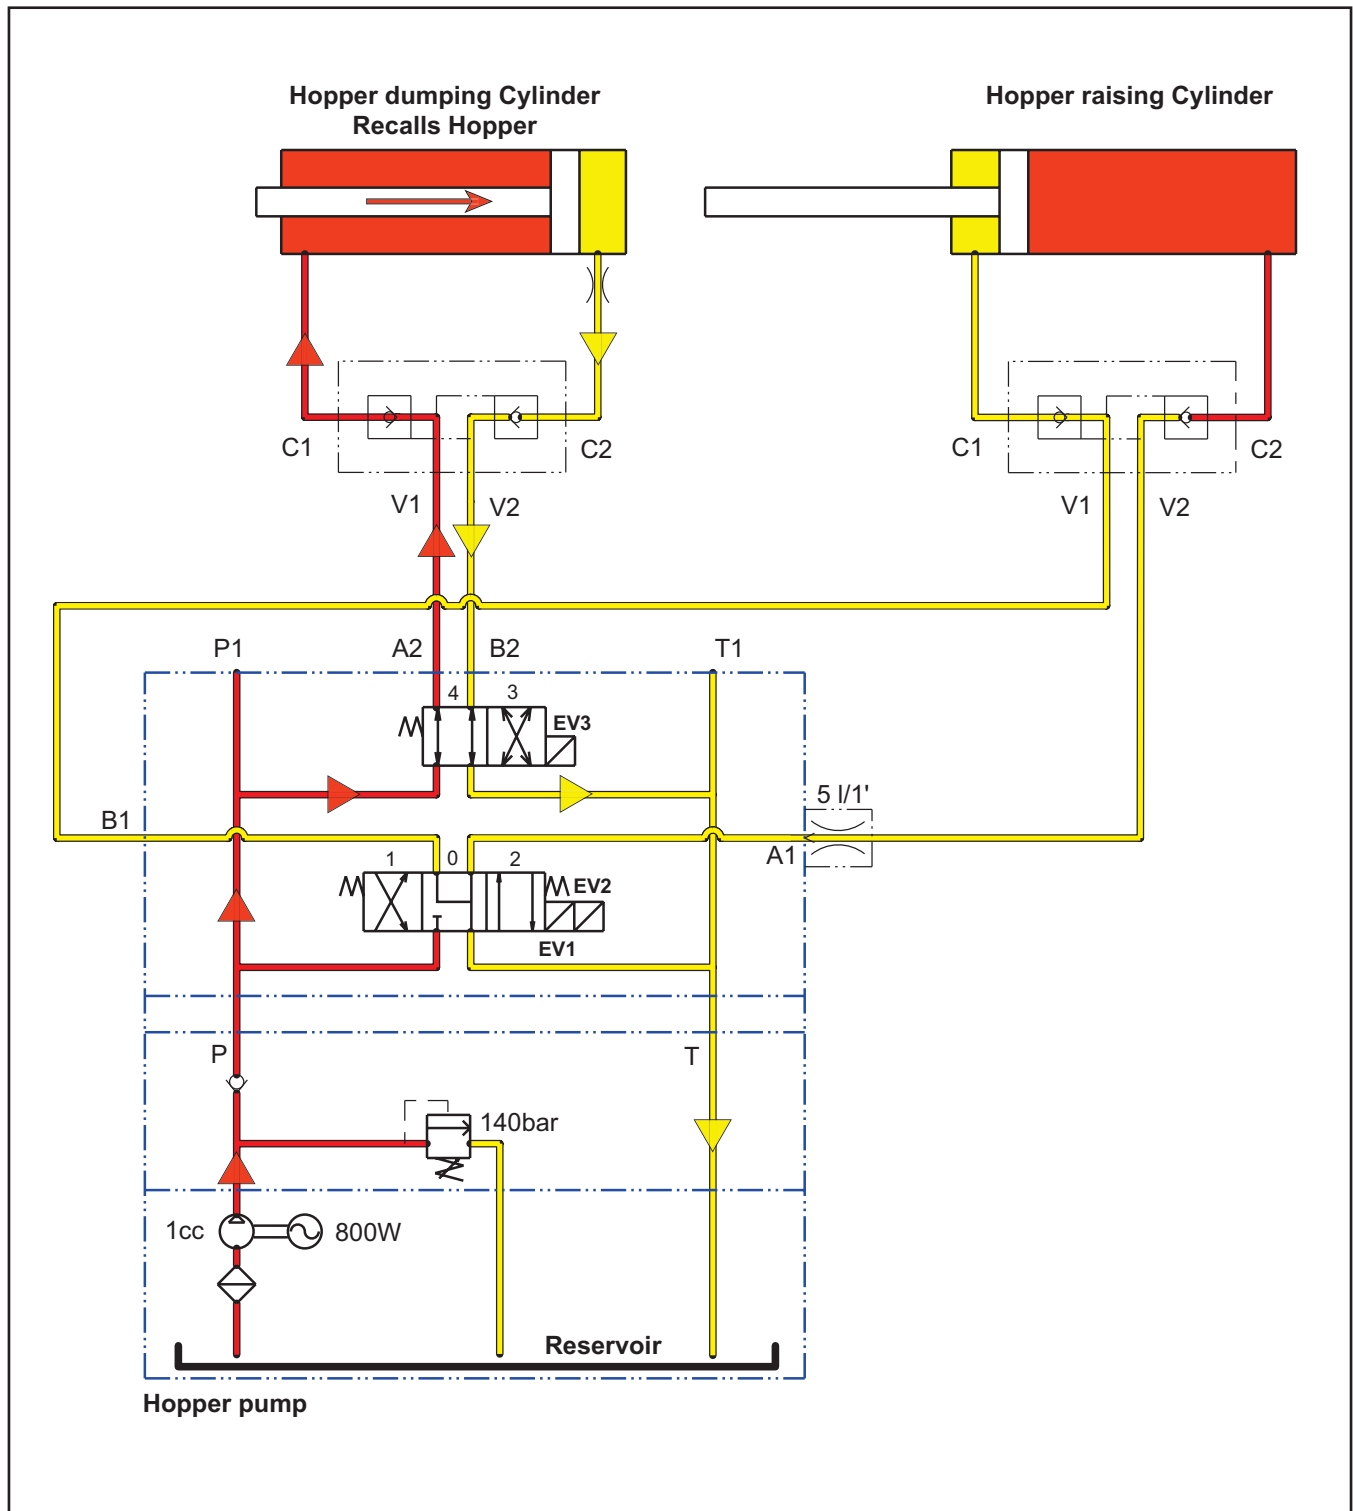 Hopper dumping Cylinder
Recalls Hopper
Hopper raising Cylinder
C1
C2
C1
C2
V1
V2
V1
V2
P1
A2
B2
T1
4
3
EV3
5 l/1'
B1
A1
1
0
2
EV2
EV1
P
T
140bar
1cc
800W
Reservoir
Hopper pump